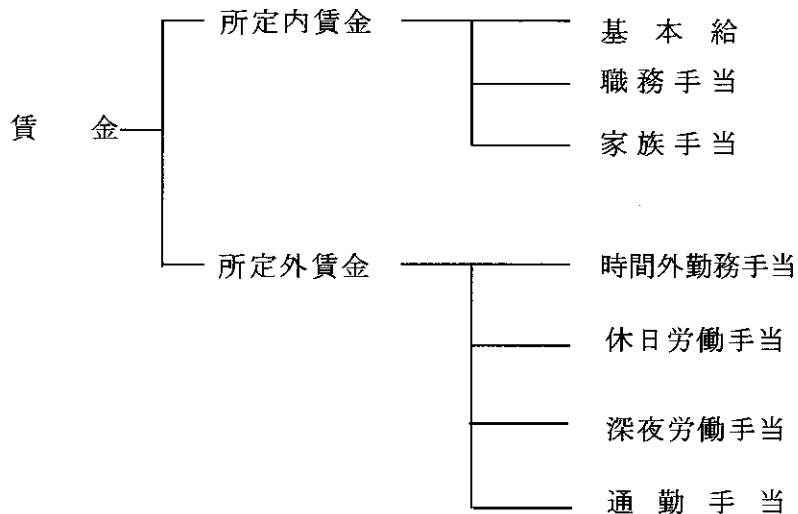 所定内賃金
基本給
職務手当
賃金
家族手当
所定外賃金
時間外勤務手当
休日労働手当
深夜労働手当
通勤手当